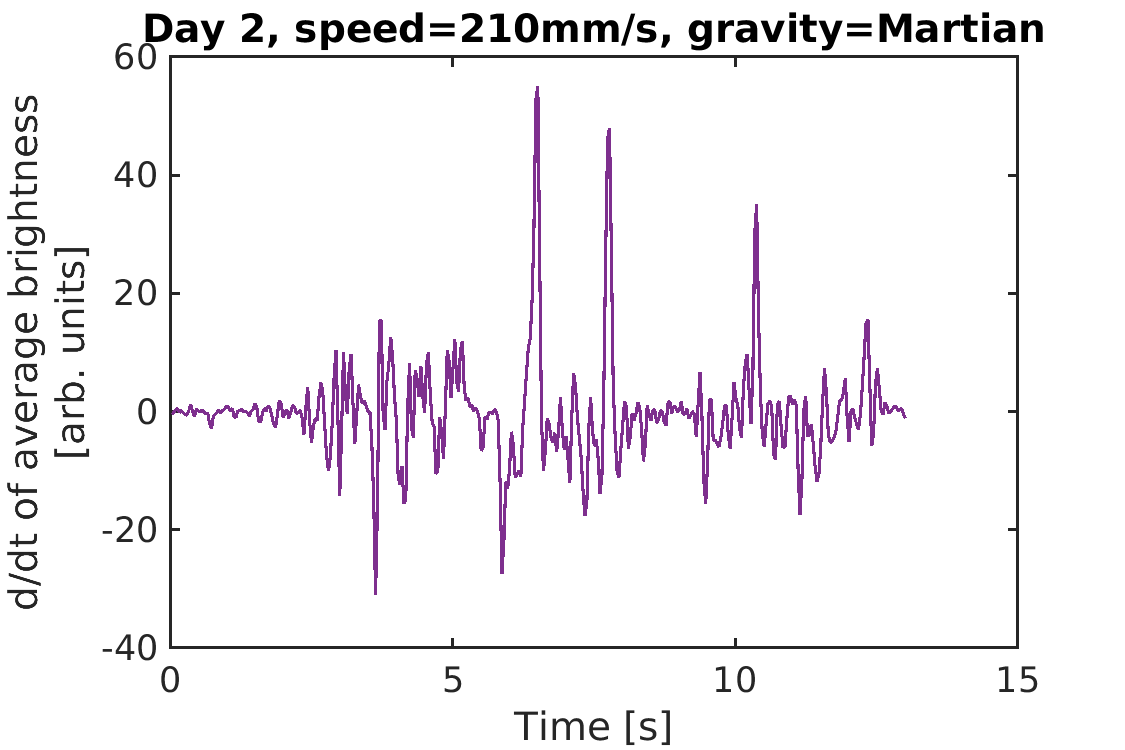 Day 2, speed=210mm/s, gravity=Martian
d/dt of average brightness
[arb. units]
60
40
20
0
-20
-40
0
5
10
15
Time [s]